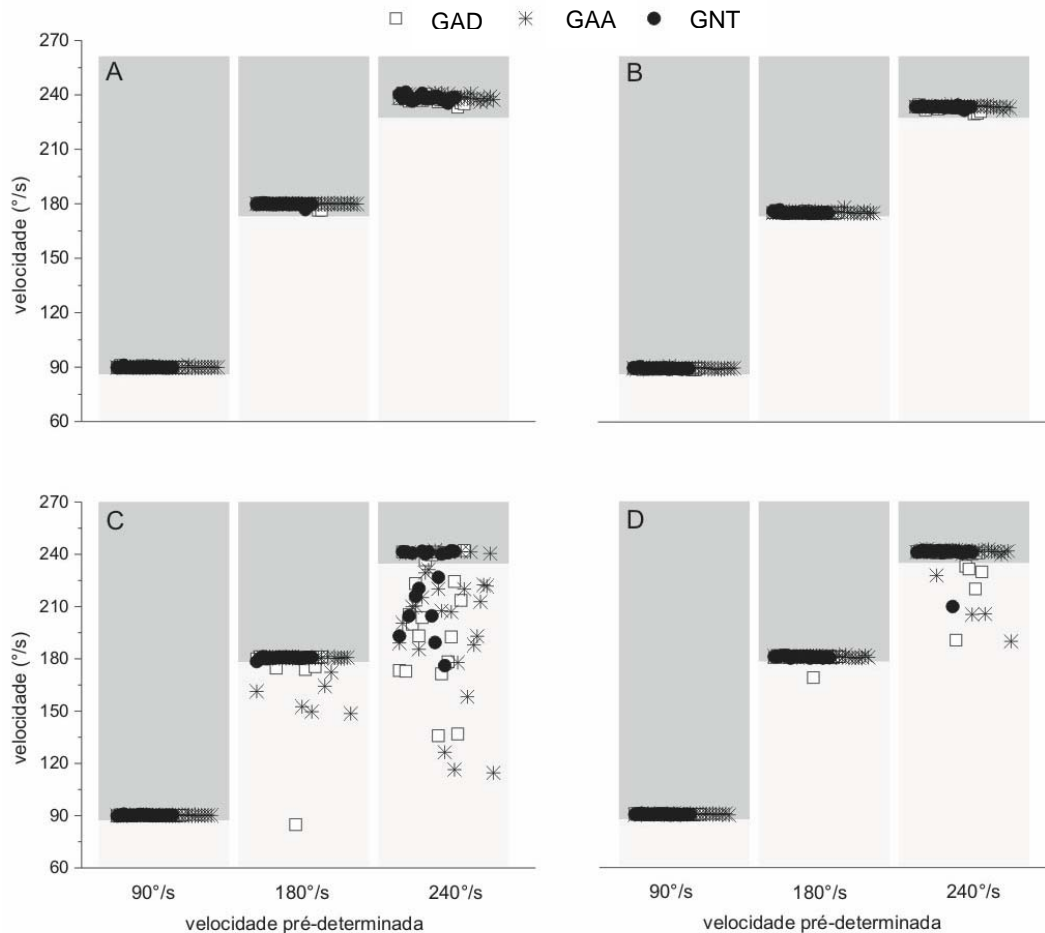 GAD GAA GNT
270
240
210
180
150
120
90
60
velocidade (°/s)
A
B
270
240
210
180
150
120
90
60
velocidade (°/s)
C
D
90°/s 180°/s 240°/s
velocidade pré-determinada
90°/s 180°/s 240°/s
velocidade pré-determinada